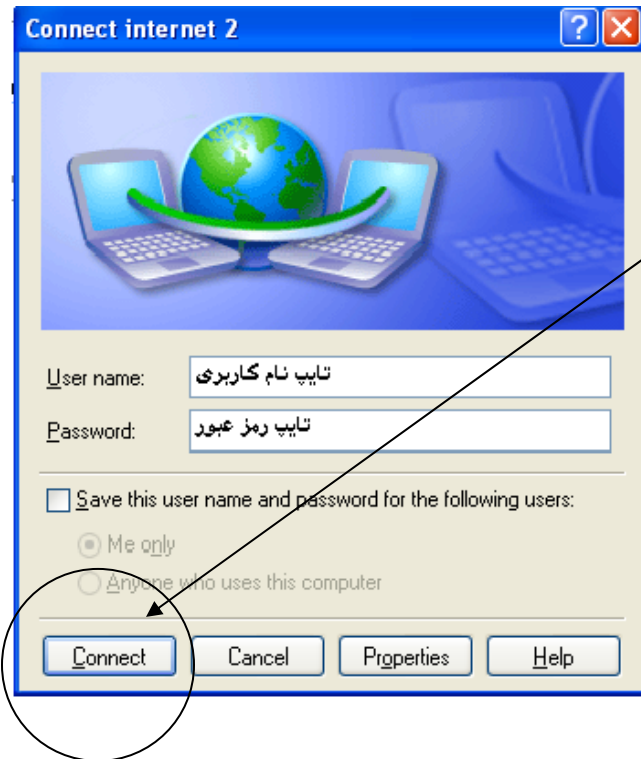 Connect internet 2
User name: تایپ نام کاربری
Password: تایپ رمز عبور
Save this user name and password for the following users:
Me only
Anyone who uses this computer
Connect Cancel Properties Help